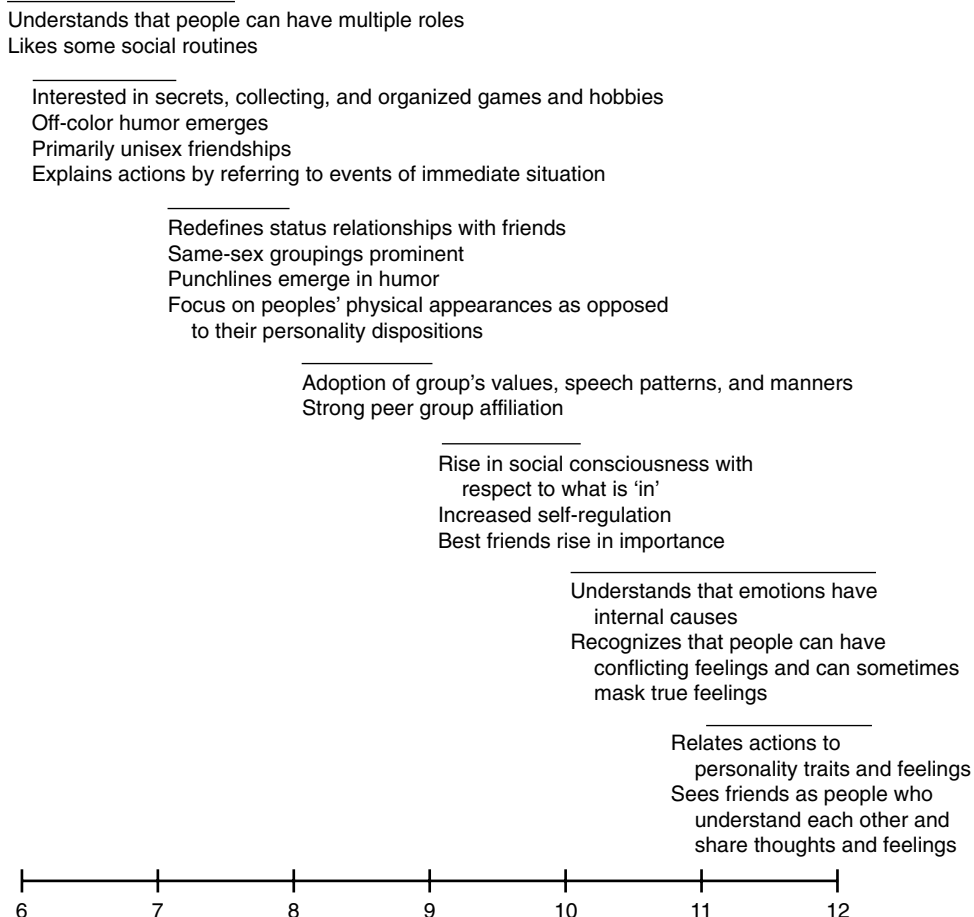 Understands that people can have multiple roles
Likes some social routines
Interested in secrets, collecting, and organized games and hobbies
Off-color humor emerges
Primarily unisex friendships
Explains actions by referring to events of immediate situation
Redefines status relationships with friends
Same-sex groupings prominent
Punchlines emerge in humor
Focus on peoples’ physical appearances as opposed
to their personality dispositions
Adoption of group’s values, speech patterns, and manners
Strong peer group affiliation
Rise in social consciousness with
respect to what is ‘in’
Increased self-regulation
Best friends rise in importance
Understands that emotions have
internal causes
Recognizes that people can have
conflicting feelings and can sometimes
mask true feelings
Relates actions to
personality traits and feelings
Sees friends as people who
understand each other and
share thoughts and feelings
6 7 8 9 10 11 12